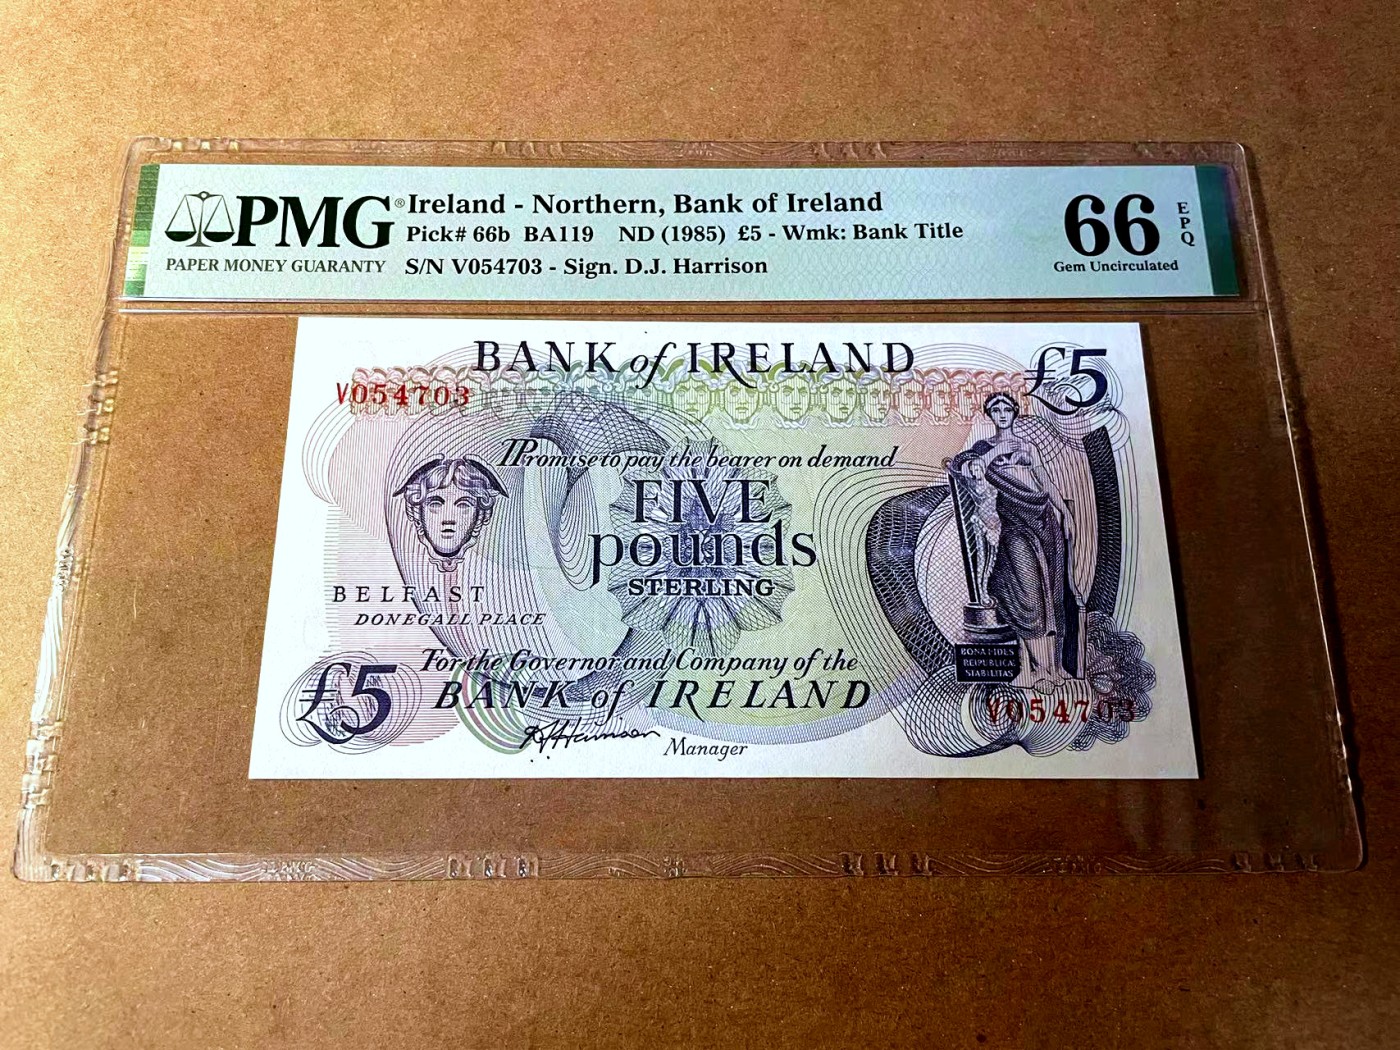 PMG®
PAPER MONEY GUARANTY
Ireland - Northern, Bank of Ireland
Pick# 66b BA119 ND (1985) £5 - Wmk: Bank Title
S/N V054703 - Sign. D.J. Harrison
66
EPQ
Gem Uncirculated
BANK of IRELAND
£5
V054703
I Promise to pay the bearer on demand
FIVE
pounds
STERLING
BELFAST
DONEGALL PLACE
BONA FIDES
REIPUBLICÆ
STABILITAS
£5
For the Governor and Company of the
BANK of IRELAND
V054703
D J Harrison
Manager